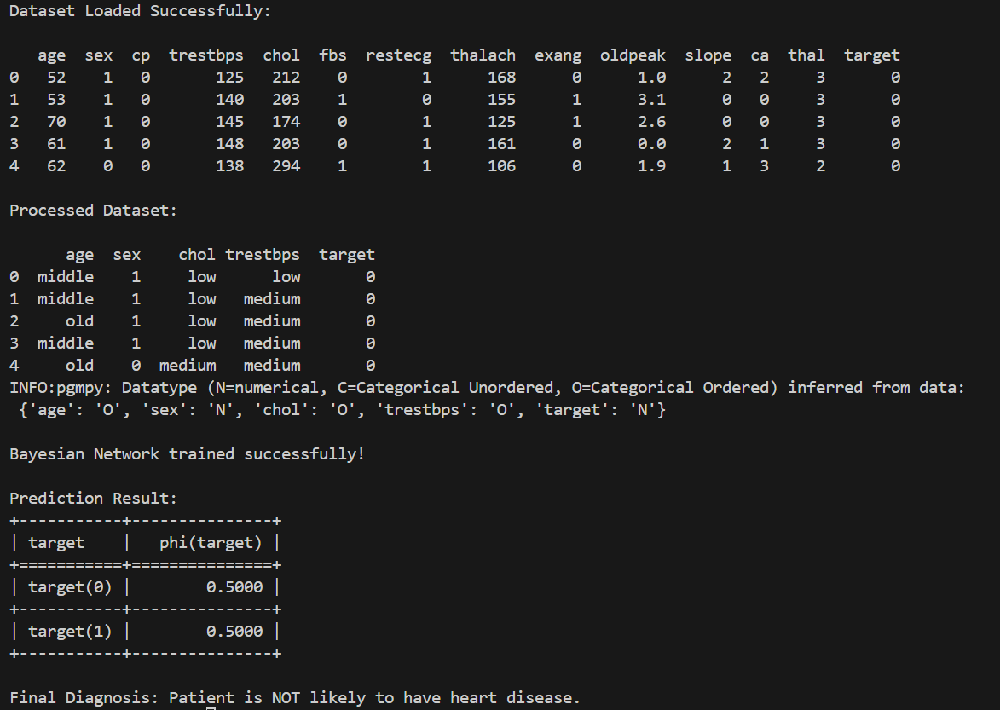 Dataset Loaded Successfully:
   age  sex  cp  trestbps  chol  fbs  restecg  thalach  exang  oldpeak  slope  ca  thal  target
0   52    1   0       125   212    0        1      168      0      1.0      2   2     3       0
1   53    1   0       140   203    1        0      155      1      3.1      0   0     3       0
2   70    1   0       145   174    0        1      125      1      2.6      0   0     3       0
3   61    1   0       148   203    0        1      161      0      0.0      2   1     3       0
4   62    0   0       138   294    1        1      106      0      1.9      1   3     2       0
Processed Dataset:
      age  sex    chol trestbps  target
0  middle    1     low      low       0
1  middle    1     low   medium       0
2     old    1     low   medium       0
3  middle    1     low   medium       0
4     old    0  medium   medium       0
INFO:pgmpy: Datatype (N=numerical, C=Categorical Unordered, O=Categorical Ordered) inferred from data:
 {'age': 'O', 'sex': 'N', 'chol': 'O', 'trestbps': 'O', 'target': 'N'}
Bayesian Network trained successfully!
Prediction Result:
+-----------+---------------+
| target    |   phi(target) |
+===========+===============+
| target(0) |        0.5000 |
+-----------+---------------+
| target(1) |        0.5000 |
+-----------+---------------+
Final Diagnosis: Patient is NOT likely to have heart disease.